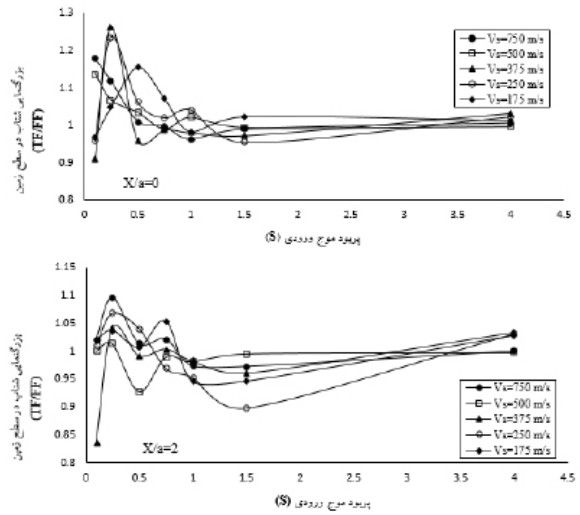 بزرگنمایی شتاب در سطح زمین
(TF/FF)
1.3
1.2
1.1
1
0.9
0.8
Vs=750 m/s
Vs=500 m/s
Vs=375 m/s
Vs=250 m/s
Vs=175 m/s
X/a=0
0 0.5 1 1.5 2 2.5 3 3.5 4 4.5
پریود موج ورودی (S)
بزرگنمایی شتاب در سطح زمین
(TF/FF)
1.15
1.1
1.05
1
0.95
0.9
0.85
0.8
Vs=750 m/s
Vs=500 m/s
Vs=375 m/s
Vs=250 m/s
Vs=175 m/s
X/a=2
0 0.5 1 1.5 2 2.5 3 3.5 4 4.5
پریود موج ورودی (S)